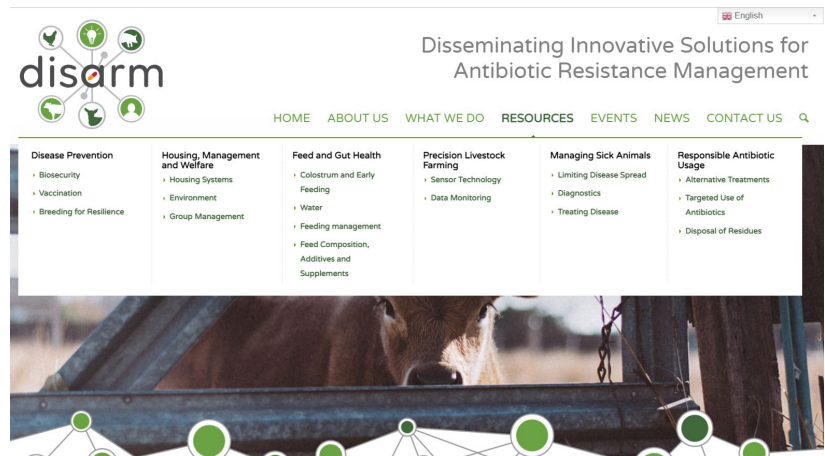 English
disarm
Disseminating Innovative Solutions for
Antibiotic Resistance Management
HOME ABOUT US WHAT WE DO RESOURCES EVENTS NEWS CONTACT US
Disease Prevention
Biosecurity
Vaccination
Breeding for Resilience
Housing, Management
and Welfare
Housing Systems
Environment
Group Management
Feed and Gut Health
Colostrum and Early
Feeding
Water
Feeding management
Feed Composition,
Additives and
Supplements
Precision Livestock
Farming
Sensor Technology
Data Monitoring
Managing Sick Animals
Limiting Disease Spread
Diagnostics
Treating Disease
Responsible Antibiotic
Usage
Alternative Treatments
Targeted Use of
Antibiotics
Disposal of Residues